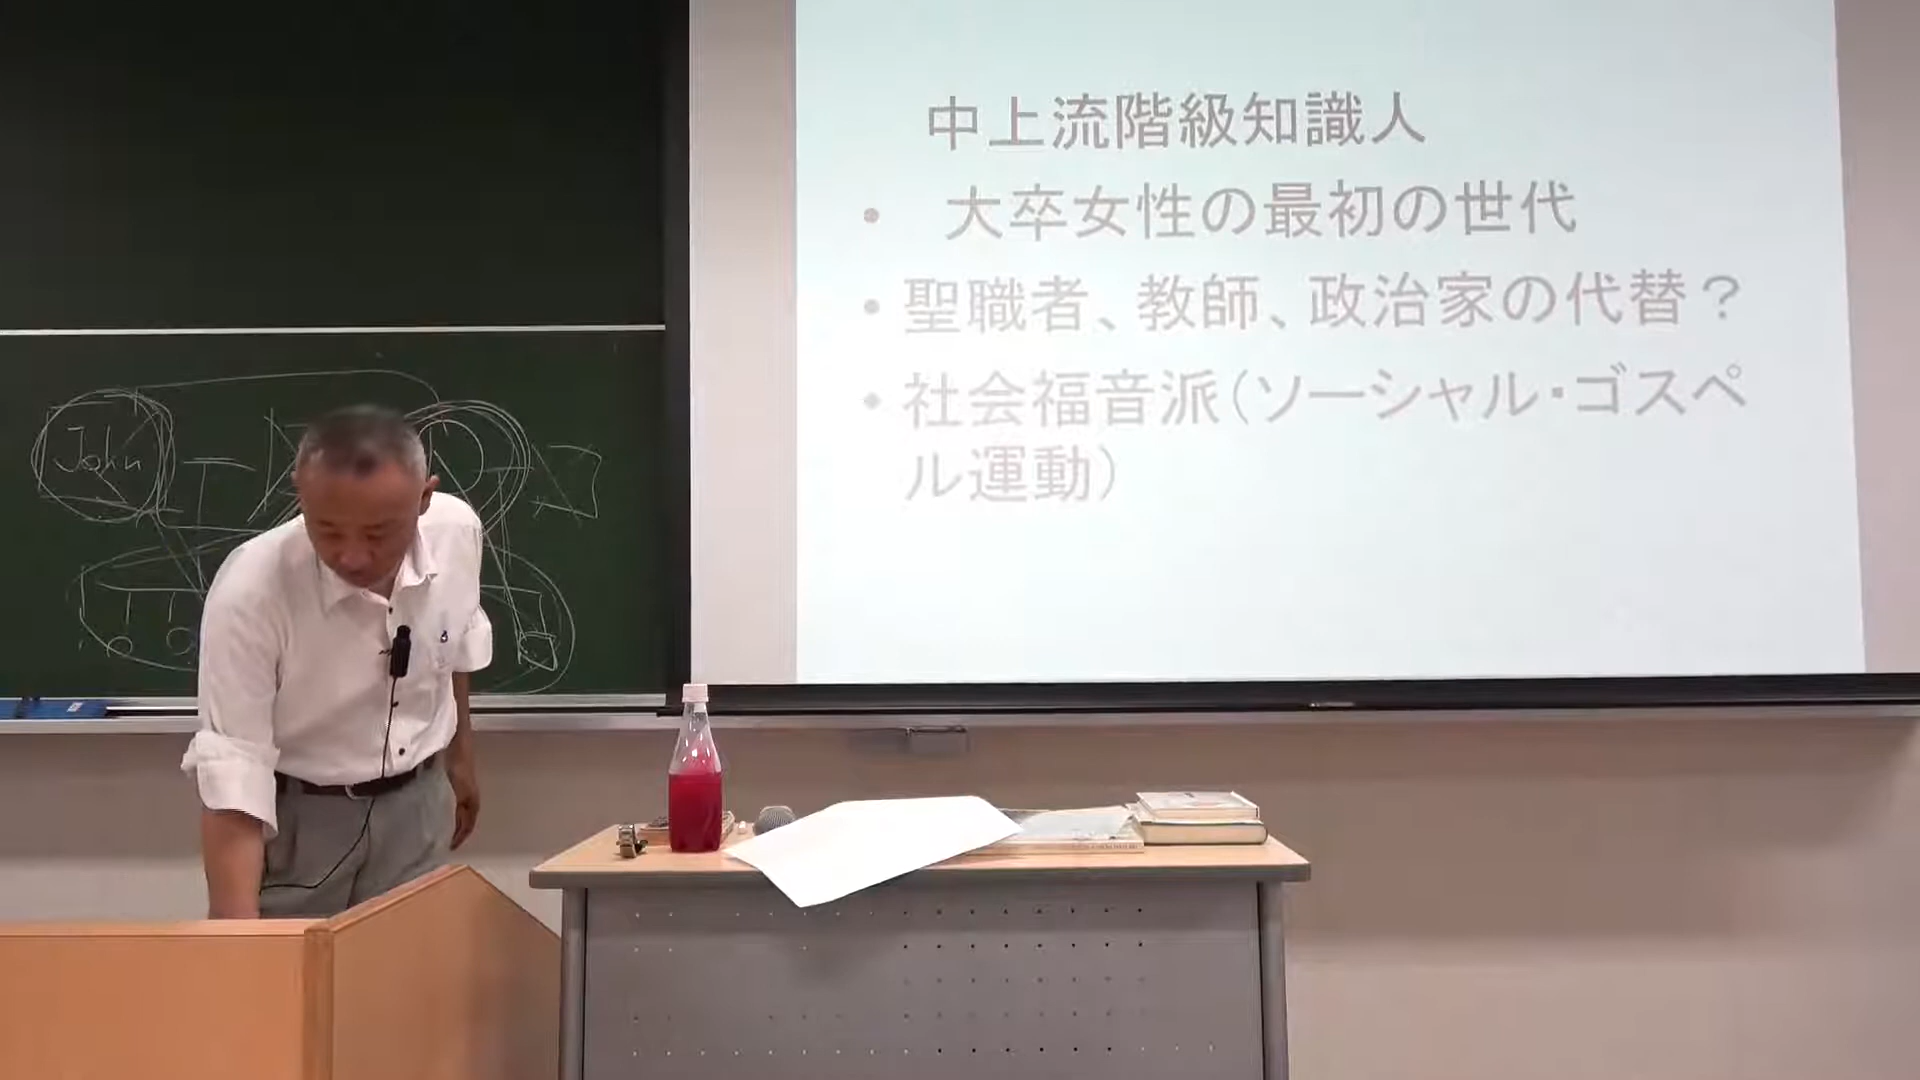 中上流階級知識人
• 大卒女性の最初の世代
• 聖職者、教師、政治家の代替？
• 社会福音派（ソーシャル・ゴスペ
ル運動）
John